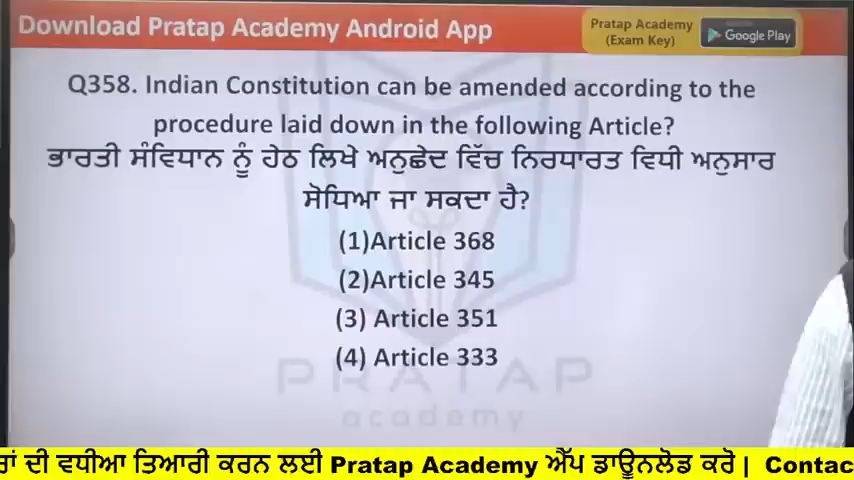 Download Pratap Academy Android App
Pratap Academy
(Exam Key)
Google Play
Q358. Indian Constitution can be amended according to the
procedure laid down in the following Article?
ਭਾਰਤੀ ਸੰਵਿਧਾਨ ਨੂੰ ਹੇਠ ਲਿਖੇ ਅਨੁਛੇਦ ਵਿੱਚ ਨਿਰਧਾਰਤ ਵਿਧੀ ਅਨੁਸਾਰ
ਸੋਧਿਆ ਜਾ ਸਕਦਾ ਹੈ?
(1)Article 368
(2)Article 345
(3) Article 351
(4) Article 333
PRATAP
academy
ਦੀ ਵਧੀਆ ਤਿਆਰੀ ਕਰਨ ਲਈ Pratap Academy ਐੱਪ ਡਾਊਨਲੋਡ ਕਰੋ |